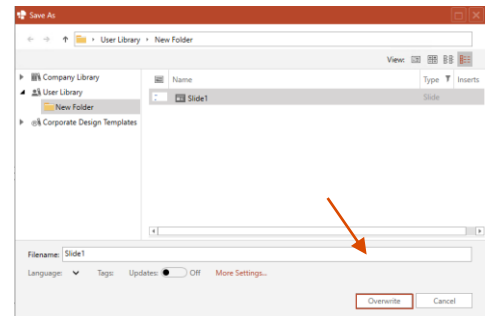 Save As
User Library › New Folder
View:
Company Library
User Library
New Folder
Corporate Design Templates
Name Type Inserts
Slide1 Slide
Filename: Slide1
Language: Tags: Updates: Off More Settings...
Overwrite Cancel